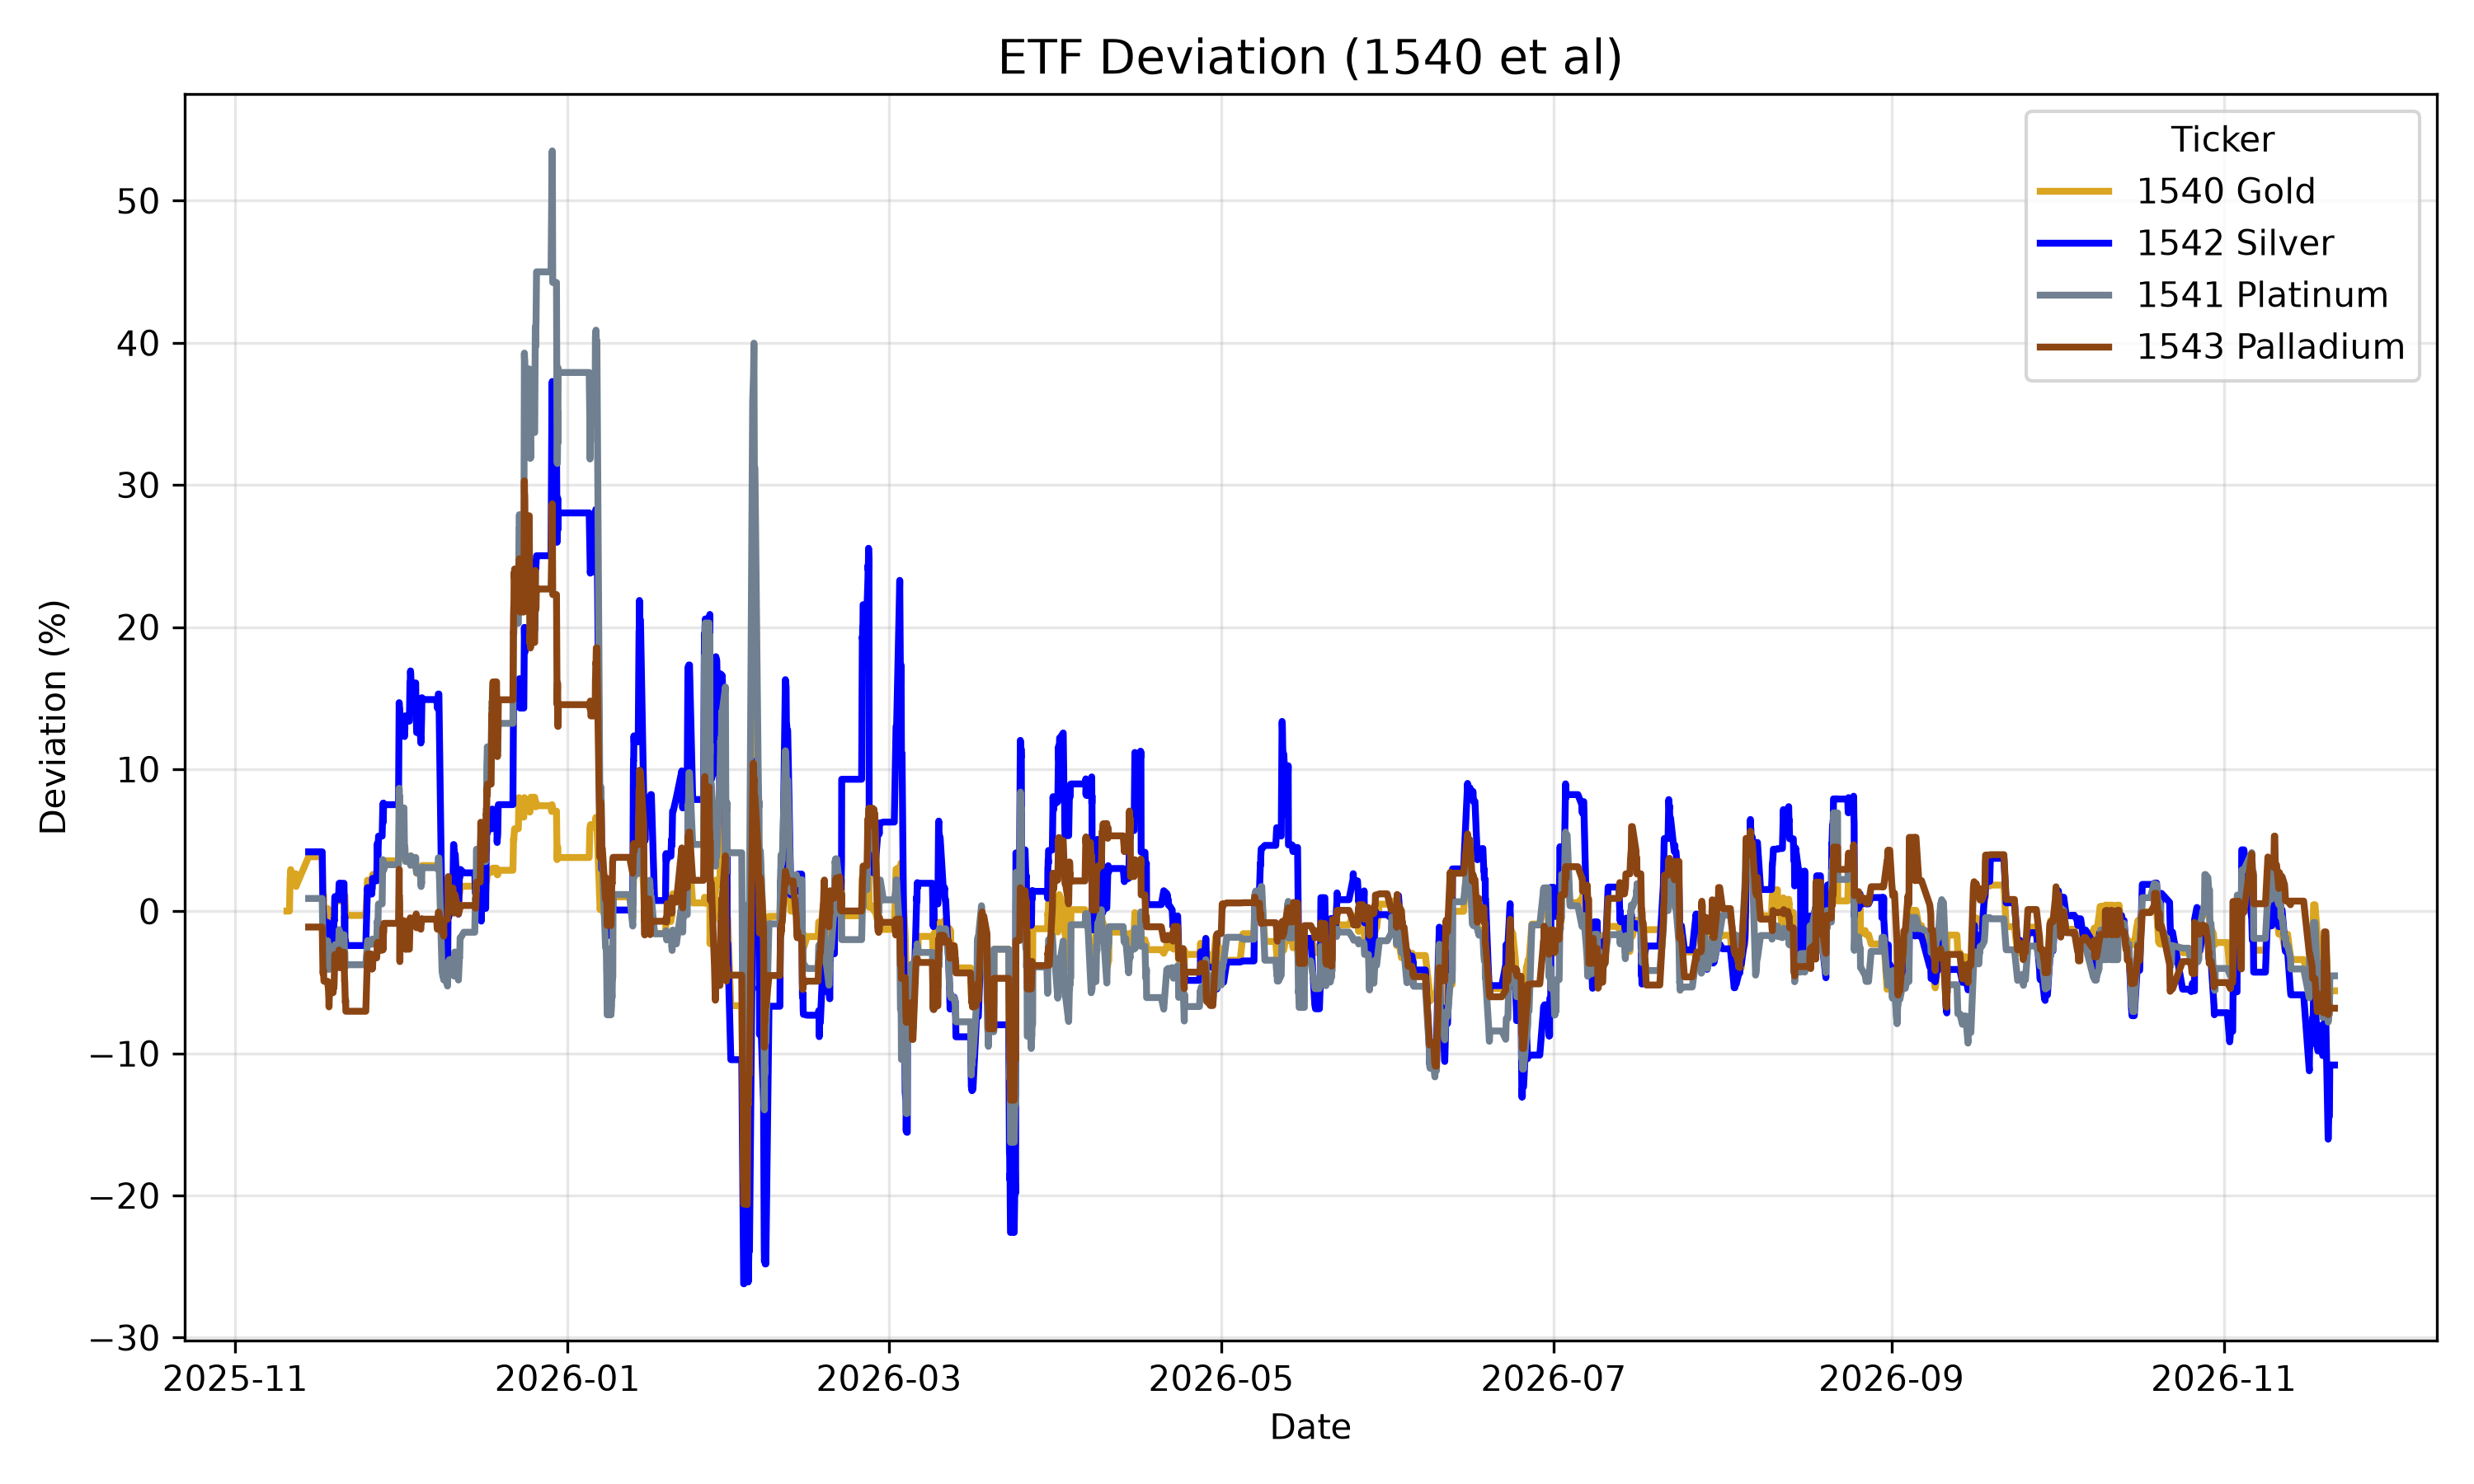 ETF Deviation (1540 et al)
Ticker
1540 Gold
1542 Silver
1541 Platinum
1543 Palladium
Deviation (%)
50
40
30
20
10
0
−10
−20
−30
2025-11
2026-01
2026-03
2026-05
2026-07
2026-09
2026-11
Date